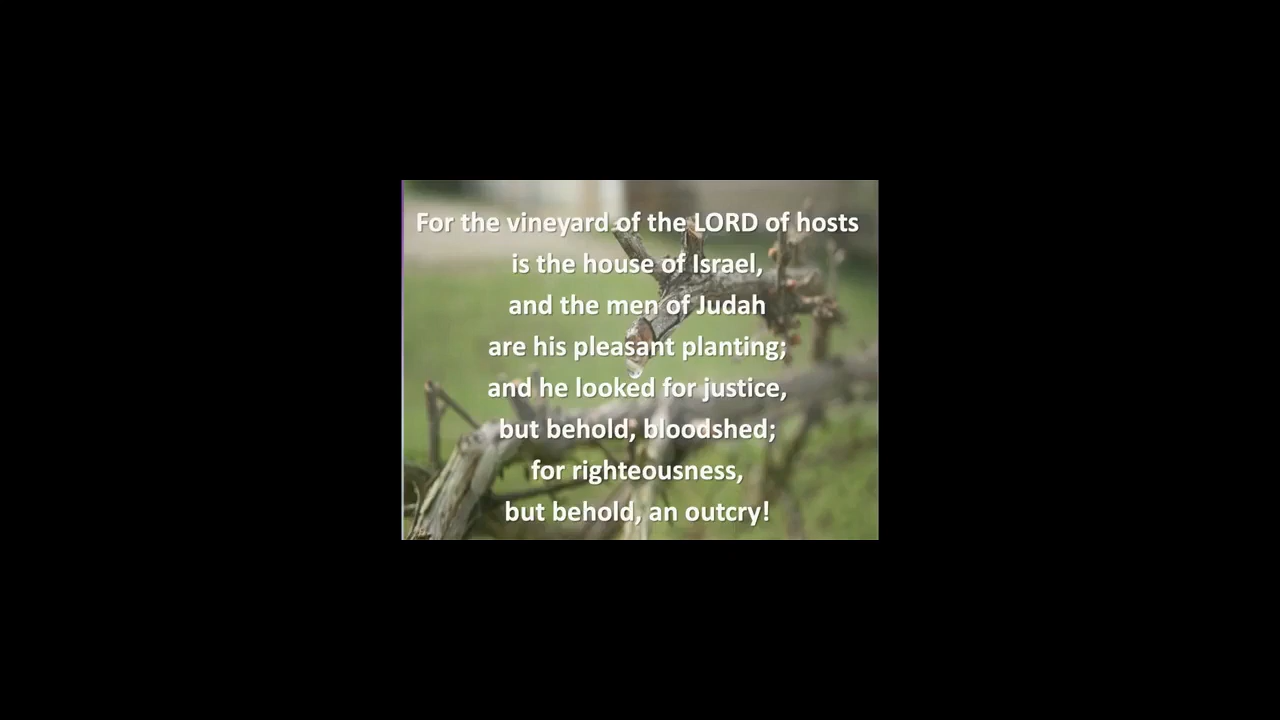 For the vineyard of the LORD of hosts
is the house of Israel,
and the men of Judah
are his pleasant planting;
and he looked for justice,
but behold, bloodshed;
for righteousness,
but behold, an outcry!